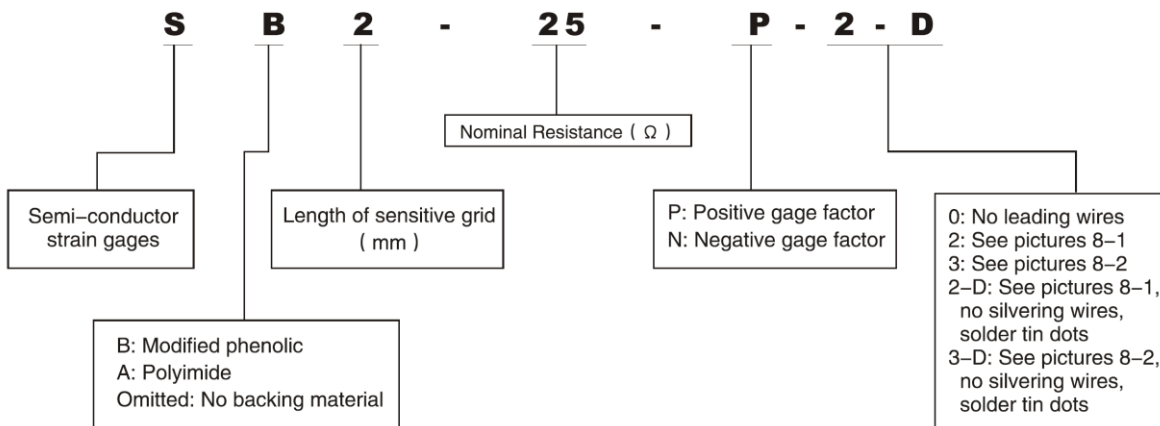 S B 2 - 25 - P - 2 - D
Nominal Resistance ( Ω )
Semi–conductor
strain gages
Length of sensitive grid
( mm )
P: Positive gage factor
N: Negative gage factor
0: No leading wires
2: See pictures 8–1
3: See pictures 8–2
2–D: See pictures 8–1,
no silvering wires,
solder tin dots
3–D: See pictures 8–2,
no silvering wires,
solder tin dots
B: Modified phenolic
A: Polyimide
Omitted: No backing material